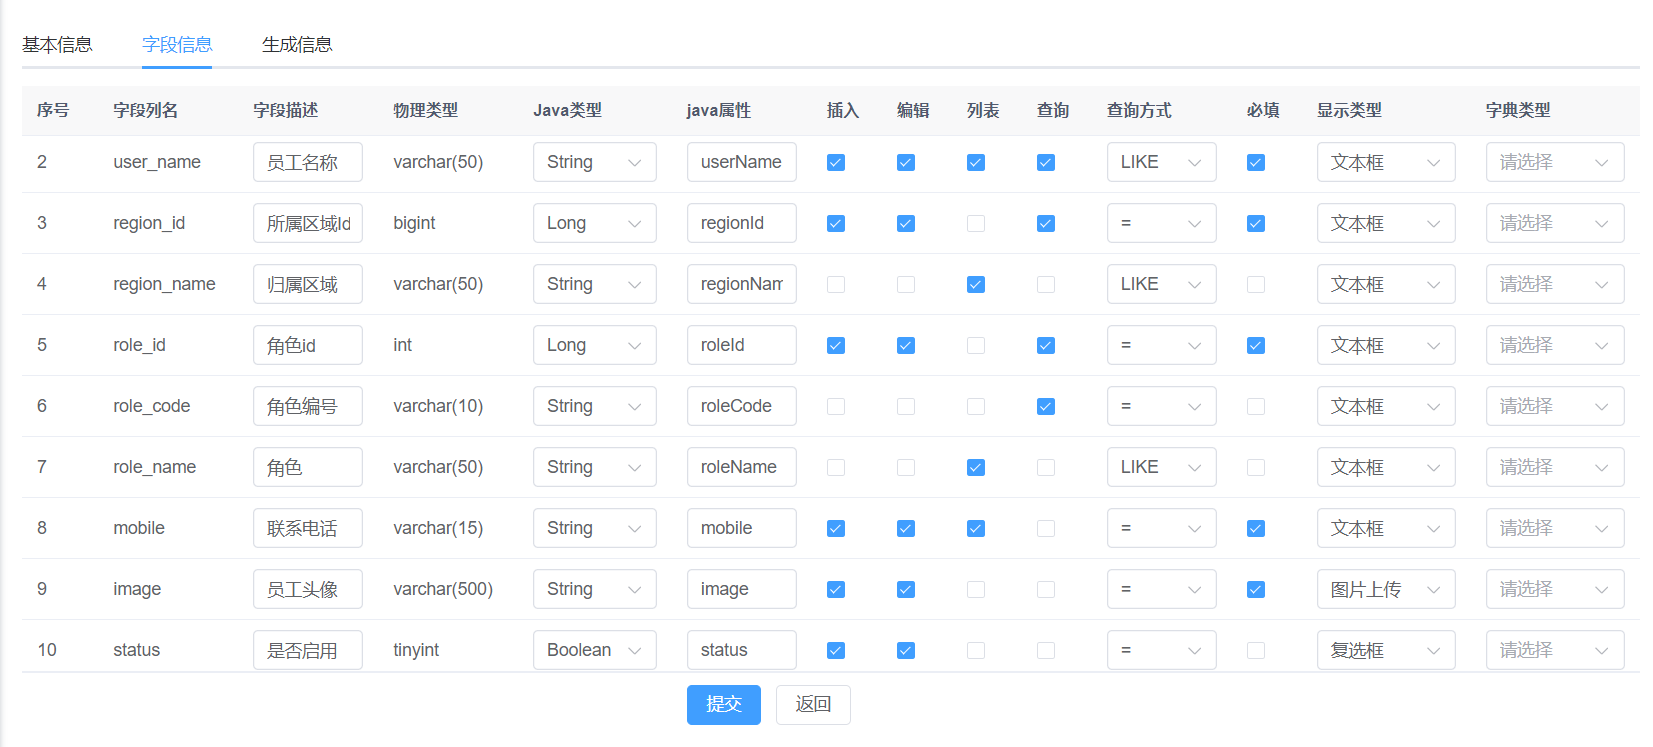 基本信息 字段信息 生成信息
序号 字段列名 字段描述 物理类型 Java类型 java属性 插入 编辑 列表 查询 查询方式 必填 显示类型 字典类型
2 user_name 员工名称 varchar(50) String userName LIKE 文本框 请选择
3 region_id 所属区域Id bigint Long regionId = 文本框 请选择
4 region_name 归属区域 varchar(50) String regionNam LIKE 文本框 请选择
5 role_id 角色id int Long roleId = 文本框 请选择
6 role_code 角色编号 varchar(10) String roleCode = 文本框 请选择
7 role_name 角色 varchar(50) String roleName LIKE 文本框 请选择
8 mobile 联系电话 varchar(15) String mobile = 文本框 请选择
9 image 员工头像 varchar(500) String image = 图片上传 请选择
10 status 是否启用 tinyint Boolean status = 复选框 请选择
提交 返回